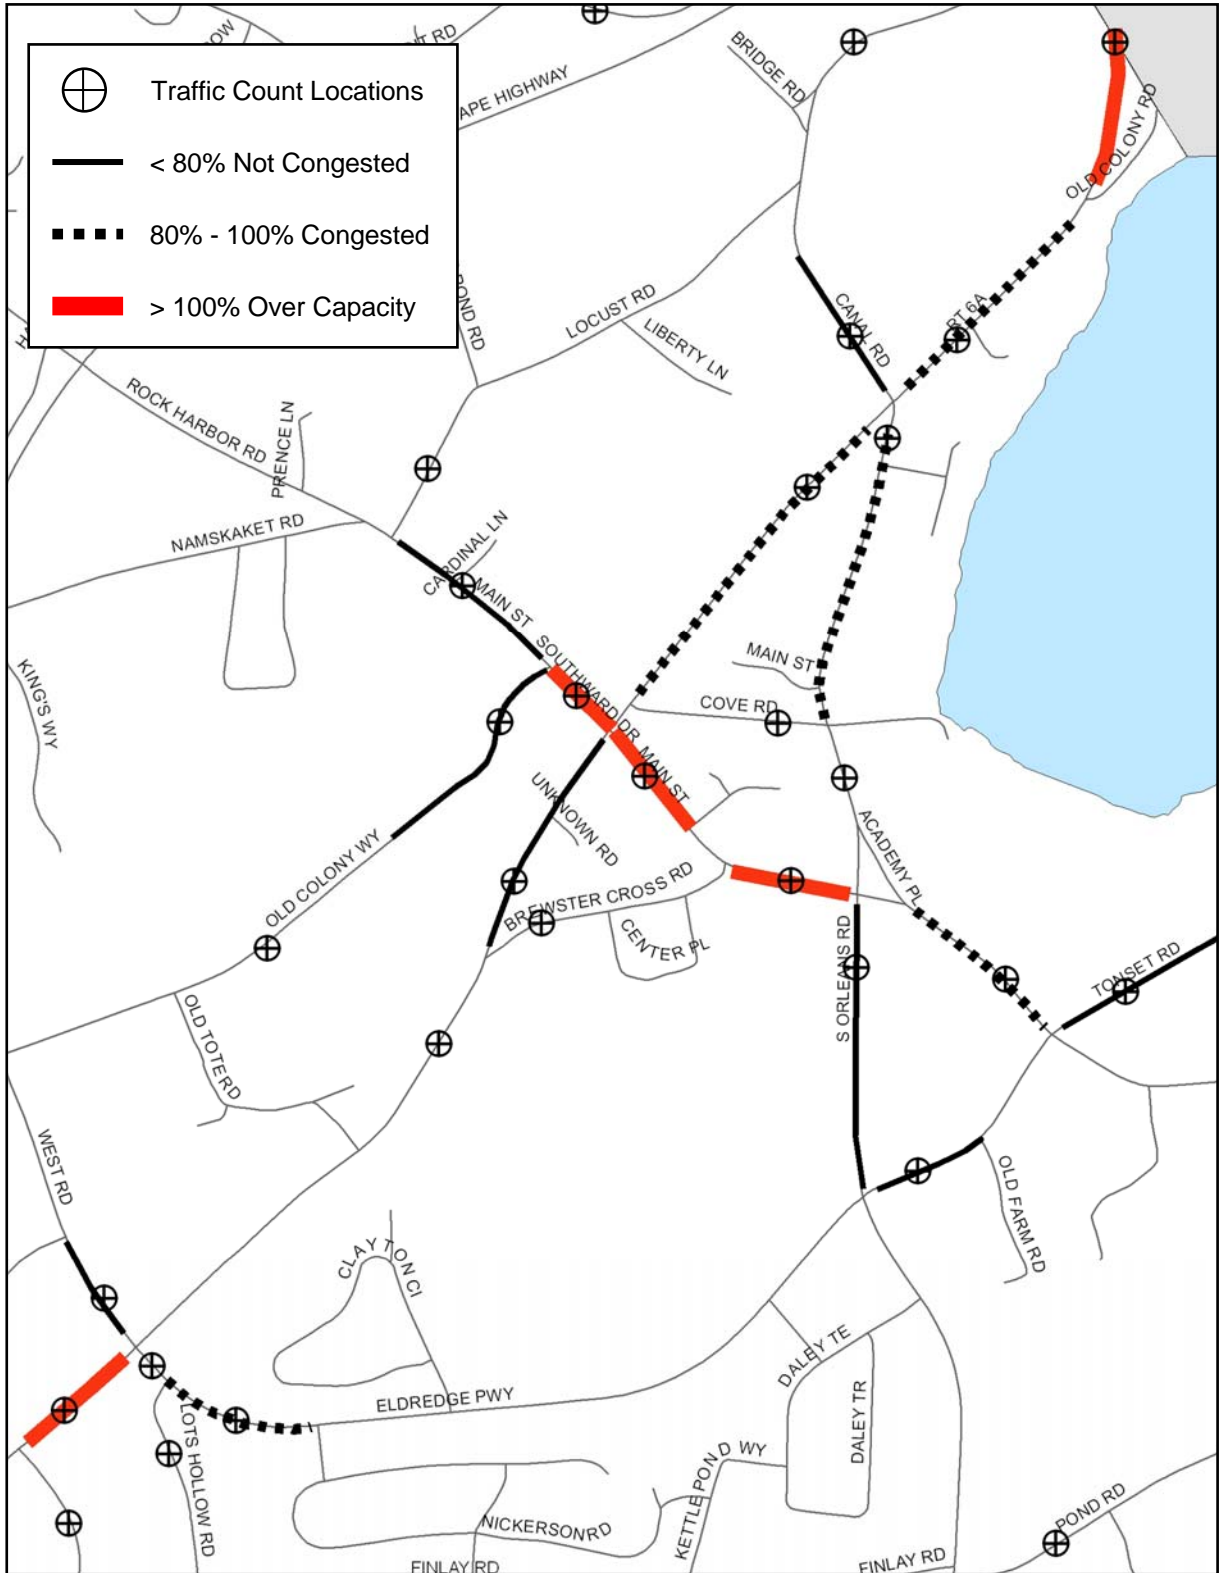 OW
T RD
APE HIGHWAY
BRIDGE RD
OLD COLONY RD
Traffic Count Locations
< 80% Not Congested
80% - 100% Congested
> 100% Over Capacity
POND RD
LOCUST RD
LIBERTY LN
CANAL RD
RT 6A
ROCK HARBOR RD
PRENCE LN
NAMSKAKET RD
CARDINAL LN
MAIN ST
SOUTHWARD DR
MAIN ST
MAIN ST
COVE RD
KING'S WY
UNKNOWN RD
ACADEMY PL
OLD COLONY WY
BREWSTER CROSS RD
CENTER PL
S ORLEANS RD
TONSET RD
OLD TOTE RD
WEST RD
OLD FARM RD
CLAYTON CI
DALEY TE
DALEY TR
ELDREDGE PWY
LOTS HOLLOW RD
KETTLE POND WY
NICKERSON RD
POND RD
FINLAY RD
FINLAY RD